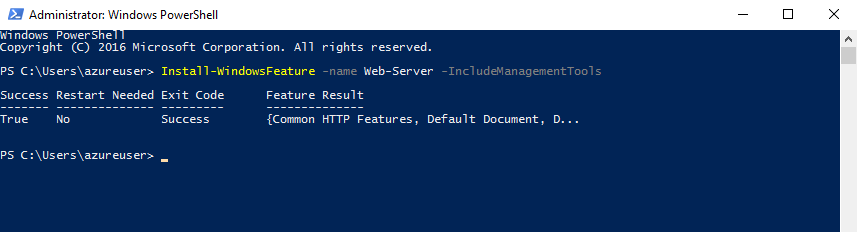 Administrator: Windows PowerShell
Windows PowerShell
Copyright (C) 2016 Microsoft Corporation. All rights reserved.
PS C:\Users\azureuser> Install-WindowsFeature -name Web-Server -IncludeManagementTools
Success Restart Needed Exit Code      Feature Result
------- -------------- ---------      --------------
True    No             Success        {Common HTTP Features, Default Document, D...
PS C:\Users\azureuser>